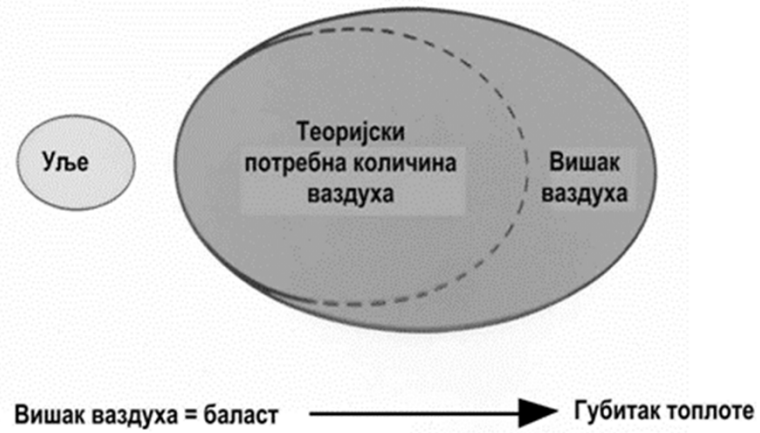 Уље
Теоријски
потребна количина
ваздуха
Вишак
ваздуха
Вишак ваздуха = баласт
Губитак топлоте